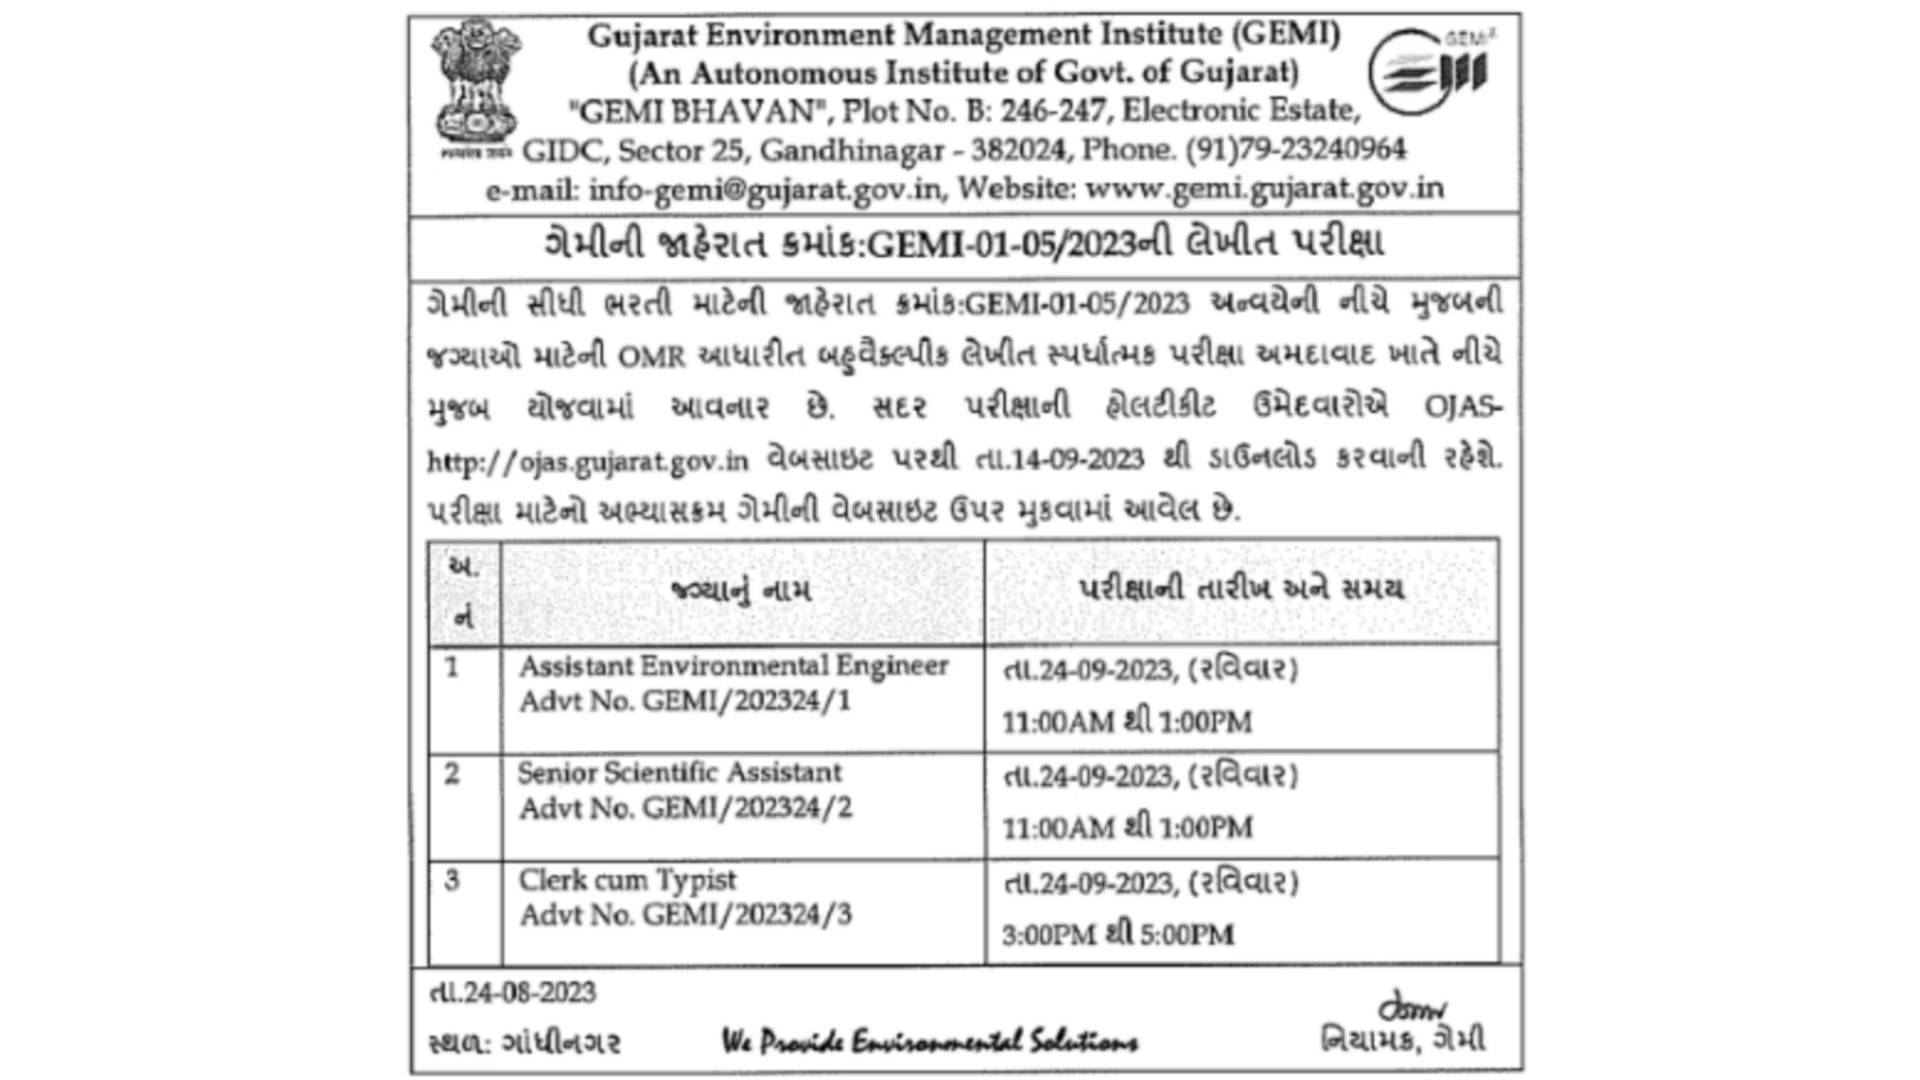 Gujarat Environment Management Institute (GEMI)
(An Autonomous Institute of Govt. of Gujarat)
"GEMI BHAVAN", Plot No. B: 246-247, Electronic Estate,
GIDC, Sector 25, Gandhinagar - 382024, Phone. (91)79-23240964
e-mail: info-gemi@gujarat.gov.in, Website: www.gemi.gujarat.gov.in
GEMI
ગેમીની જાહેરાત ક્રમાંક:GEMI-01-05/2023ની લેખીત પરીક્ષા
ગેમીની સીધી ભરતી માટેની જાહેરાત ક્રમાંક:GEMI-01-05/2023 અન્વયેની નીચે મુજબની
જગ્યાઓ માટેની OMR આધારીત બહુવૈકલ્પીક લેખીત સ્પર્ધાત્મક પરીક્ષા અમદાવાદ ખાતે નીચે
મુજબ યોજવામાં આવનાર છે. સદર પરીક્ષાની હોલટીકીટ ઉમેદવારોએ OJAS-
http://ojas.gujarat.gov.in વેબસાઇટ પરથી તા.14-09-2023 થી ડાઉનલોડ કરવાની રહેશે.
પરીક્ષા માટેનો અભ્યાસક્રમ ગેમીની વેબસાઇટ ઉપર મુકવામાં આવેલ છે.
અ.
નં
જગ્યાનું નામ
પરીક્ષાની તારીખ અને સમય
1
Assistant Environmental Engineer
Advt No. GEMI/202324/1
તા.24-09-2023, (રવિવાર)
11:00AM થી 1:00PM
2
Senior Scientific Assistant
Advt No. GEMI/202324/2
તા.24-09-2023, (રવિવાર)
11:00AM થી 1:00PM
3
Clerk cum Typist
Advt No. GEMI/202324/3
તા.24-09-2023, (રવિવાર)
3:00PM થી 5:00PM
તા.24-08-2023
સ્થળ: ગાંધીનગર
We Provide Environmental Solutions
નિયામક, ગેમી